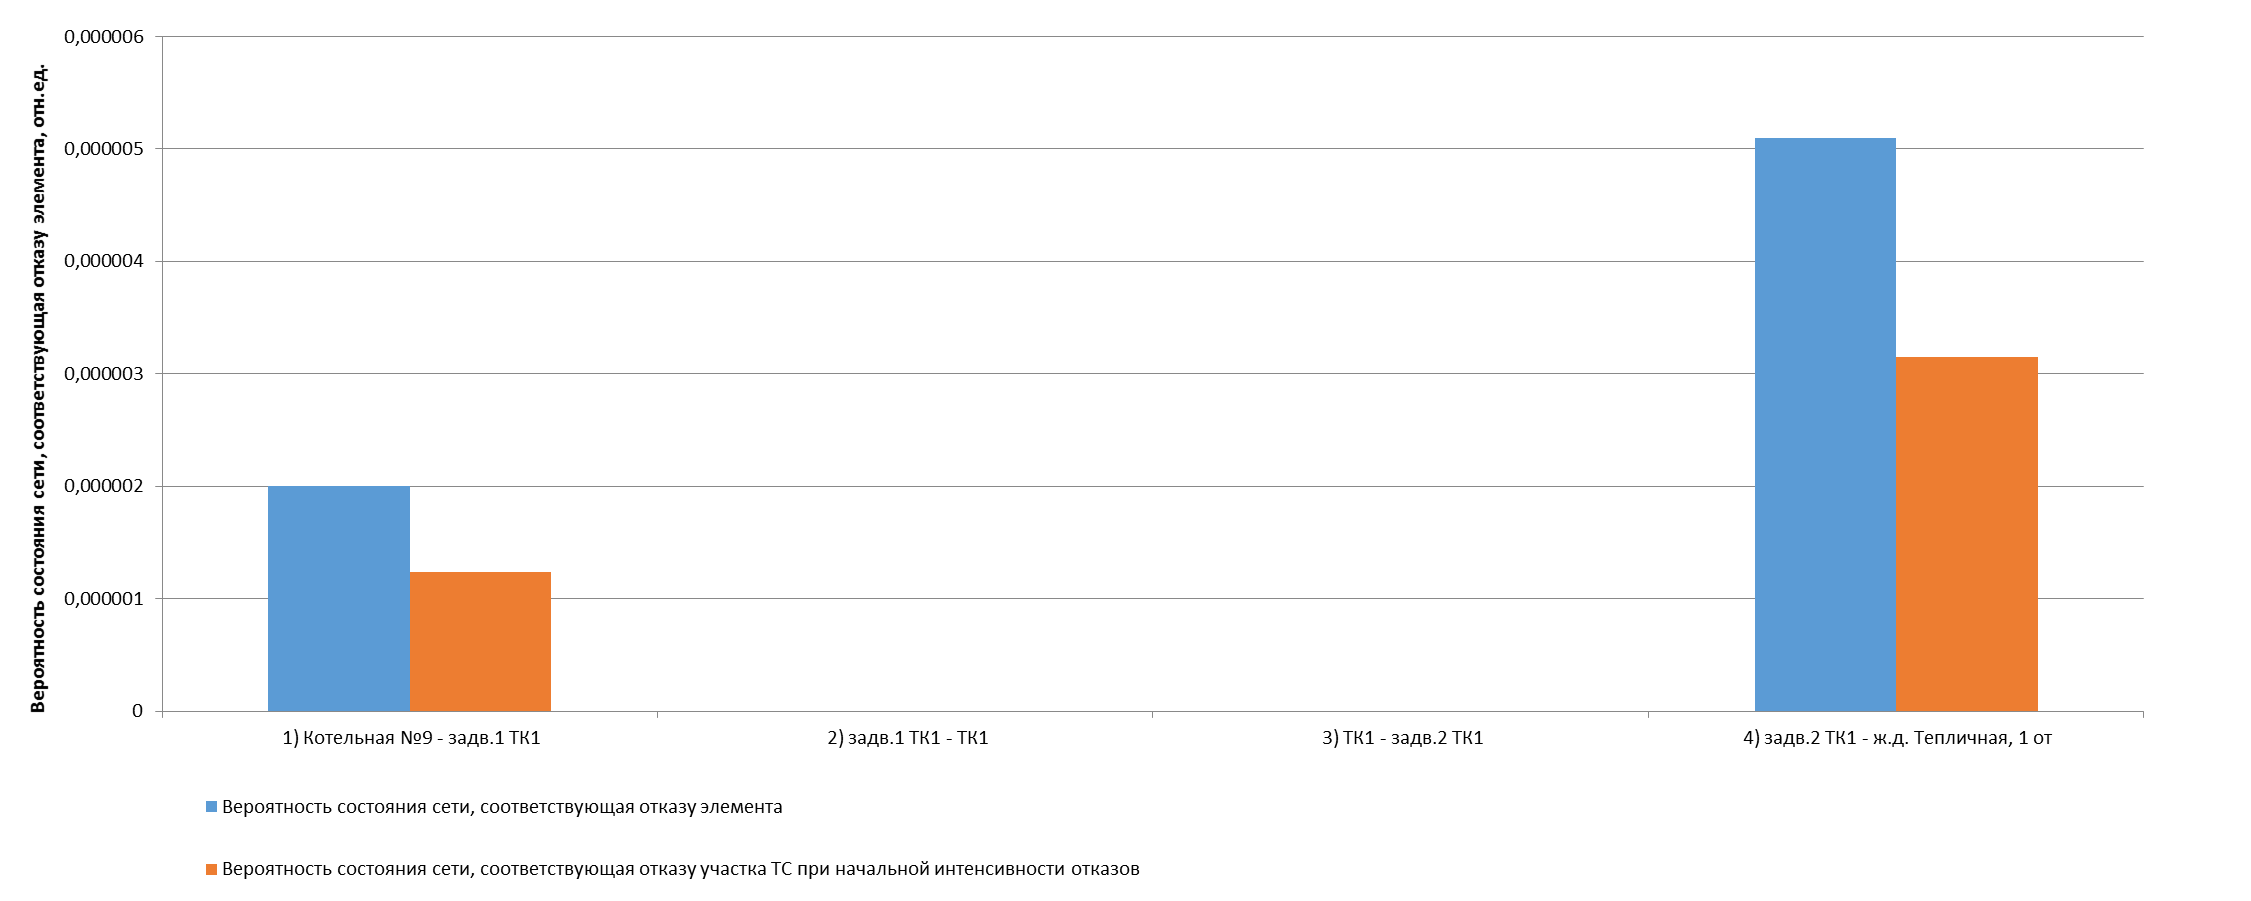 Вероятность состояния сети, соответствующая отказу элемента, отн.ед.
0,000006
0,000005
0,000004
0,000003
0,000002
0,000001
0
1) Котельная №9 - задв.1 ТК1
2) задв.1 ТК1 - ТК1
3) ТК1 - задв.2 ТК1
4) задв.2 ТК1 - ж.д. Тепличная, 1 от
Вероятность состояния сети, соответствующая отказу элемента
Вероятность состояния сети, соответствующая отказу участка ТС при начальной интенсивности отказов